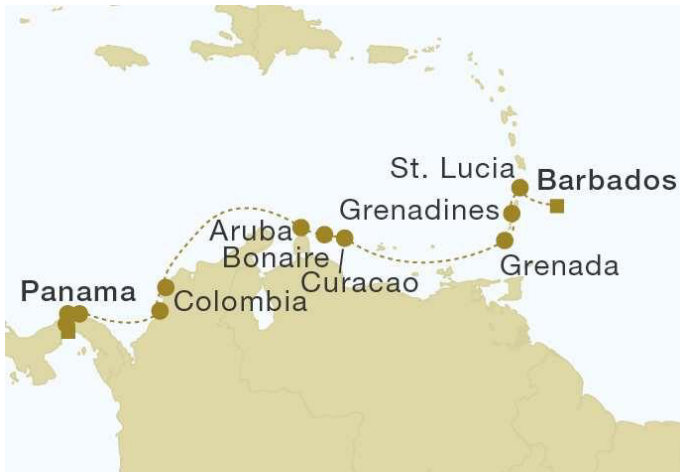 St. Lucia
Barbados
Grenadines
Aruba
Bonaire
Grenada
Curacao
Panama
Colombia